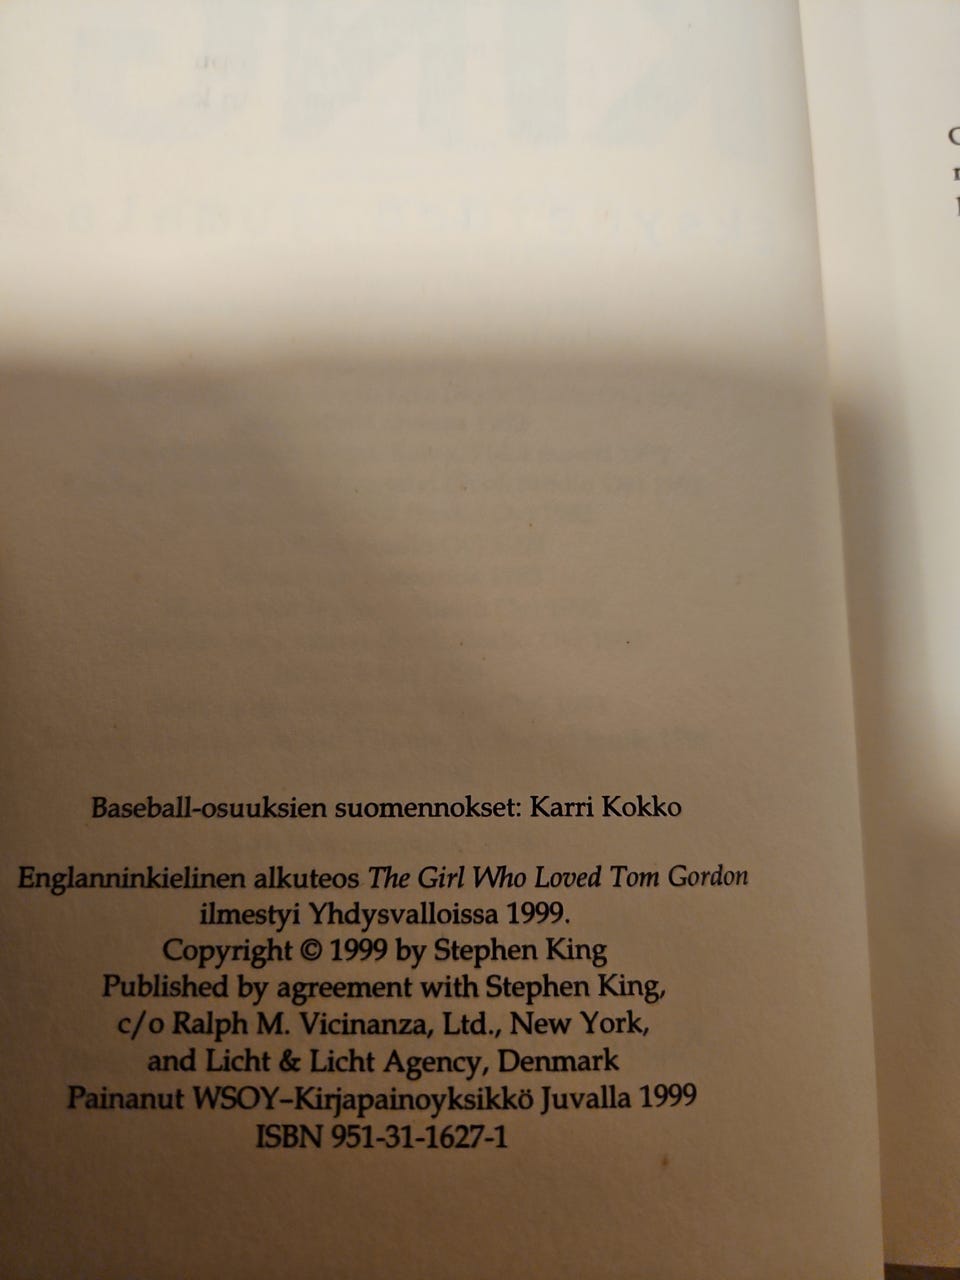 Baseball-osuuksien suomennokset: Karri Kokko
Englanninkielinen alkuteos The Girl Who Loved Tom Gordon
ilmestyi Yhdysvalloissa 1999.
Copyright © 1999 by Stephen King
Published by agreement with Stephen King,
c/o Ralph M. Vicinanza, Ltd., New York,
and Licht & Licht Agency, Denmark
Painanut WSOY–Kirjapainoyksikkö Juvalla 1999
ISBN 951-31-1627-1